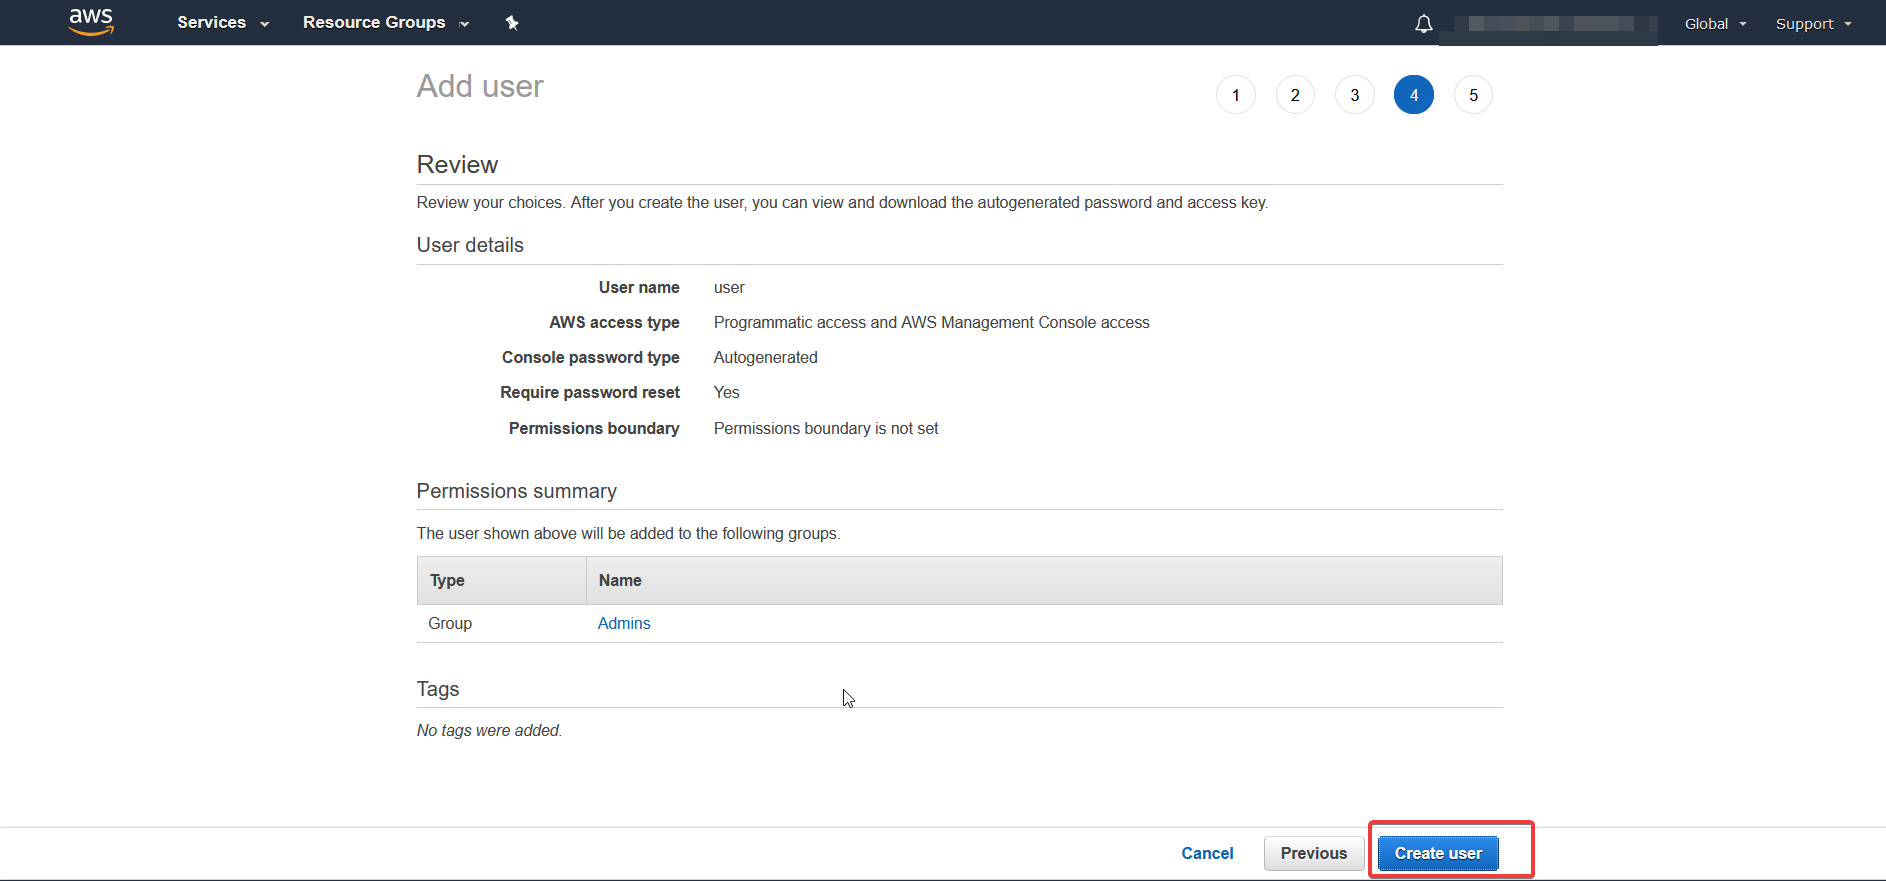 aws Services Resource Groups Global Support
Add user 1 2 3 4 5
Review
Review your choices. After you create the user, you can view and download the autogenerated password and access key.
User details
User name user
AWS access type Programmatic access and AWS Management Console access
Console password type Autogenerated
Require password reset Yes
Permissions boundary Permissions boundary is not set
Permissions summary
The user shown above will be added to the following groups.
Type Name
Group Admins
Tags
No tags were added.
Cancel Previous Create user